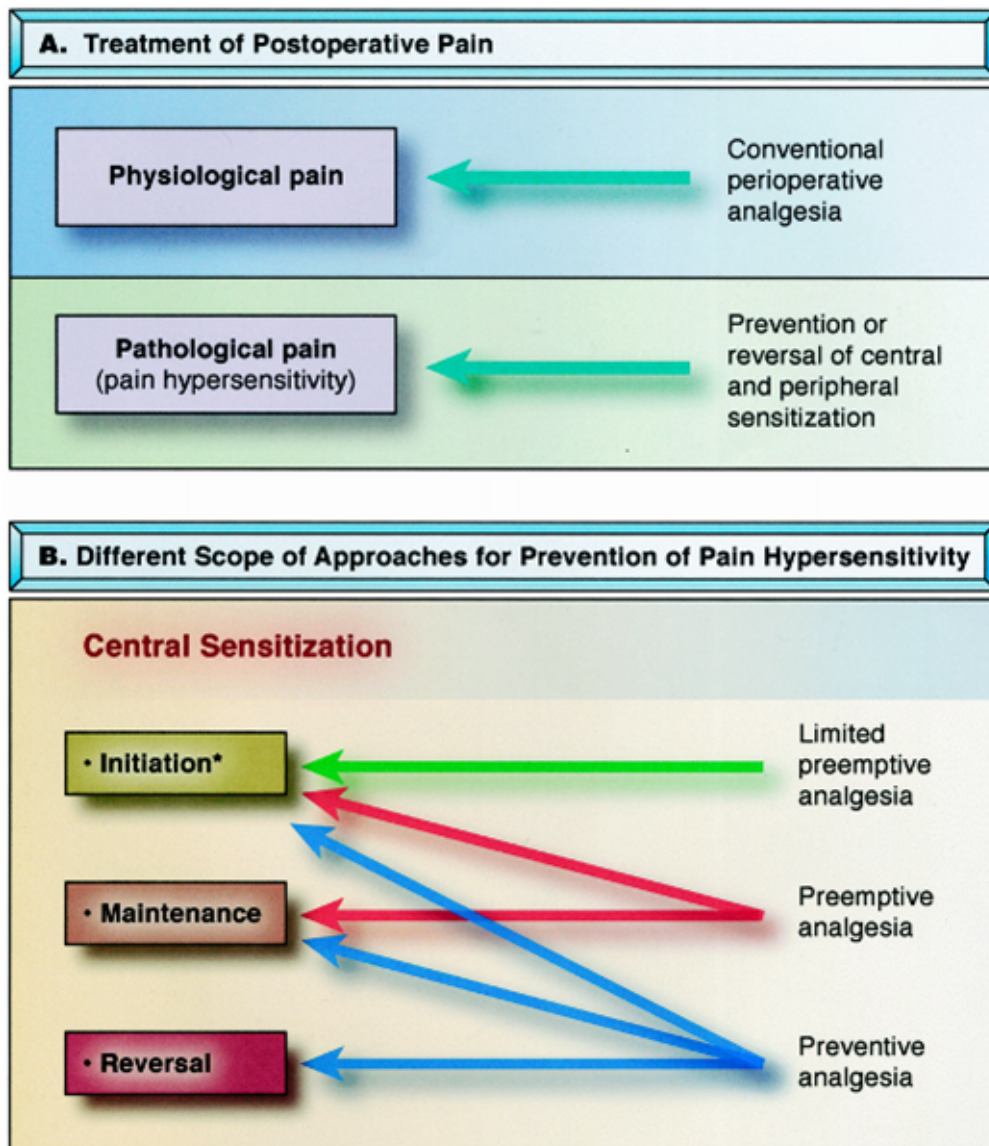 A. Treatment of Postoperative Pain
Physiological pain
Conventional
perioperative
analgesia
Pathological pain
(pain hypersensitivity)
Prevention or
reversal of central
and peripheral
sensitization
B. Different Scope of Approaches for Prevention of Pain Hypersensitivity
Central Sensitization
• Initiation*
Limited
preemptive
analgesia
• Maintenance
Preemptive
analgesia
• Reversal
Preventive
analgesia